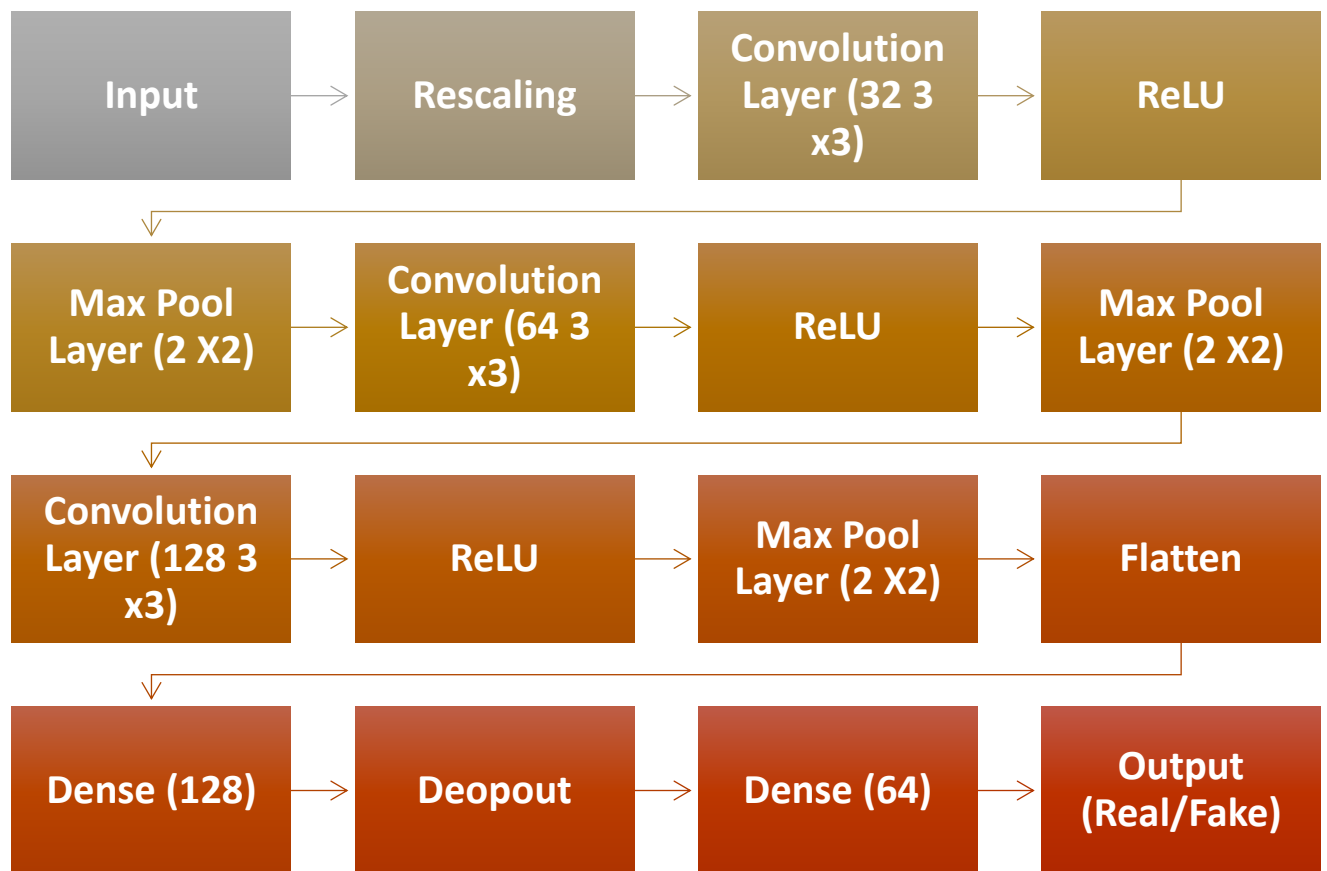 Input
Rescaling
Convolution
Layer (32 3
x3)
ReLU
Max Pool
Layer (2 X2)
Convolution
Layer (64 3
x3)
ReLU
Max Pool
Layer (2 X2)
Convolution
Layer (128 3
x3)
ReLU
Max Pool
Layer (2 X2)
Flatten
Dense (128)
Deopout
Dense (64)
Output
(Real/Fake)